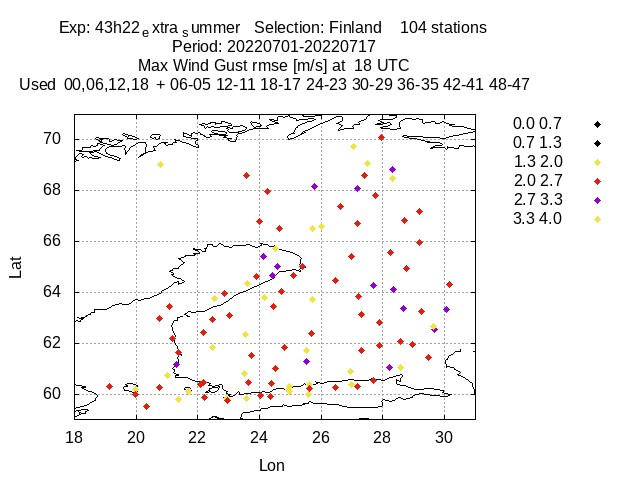 Exp: 43h22 e xtra s ummer   Selection: Finland    104 stations
Period: 20220701-20220717
Max Wind Gust rmse [m/s] at  18 UTC
Used  00,06,12,18  + 06-05 12-11 18-17 24-23 30-29 36-35 42-41 48-47
0.0 0.7
0.7 1.3
1.3 2.0
2.0 2.7
2.7 3.3
3.3 4.0
70
68
66
64
62
60
Lat
18 20 22 24 26 28 30
Lon